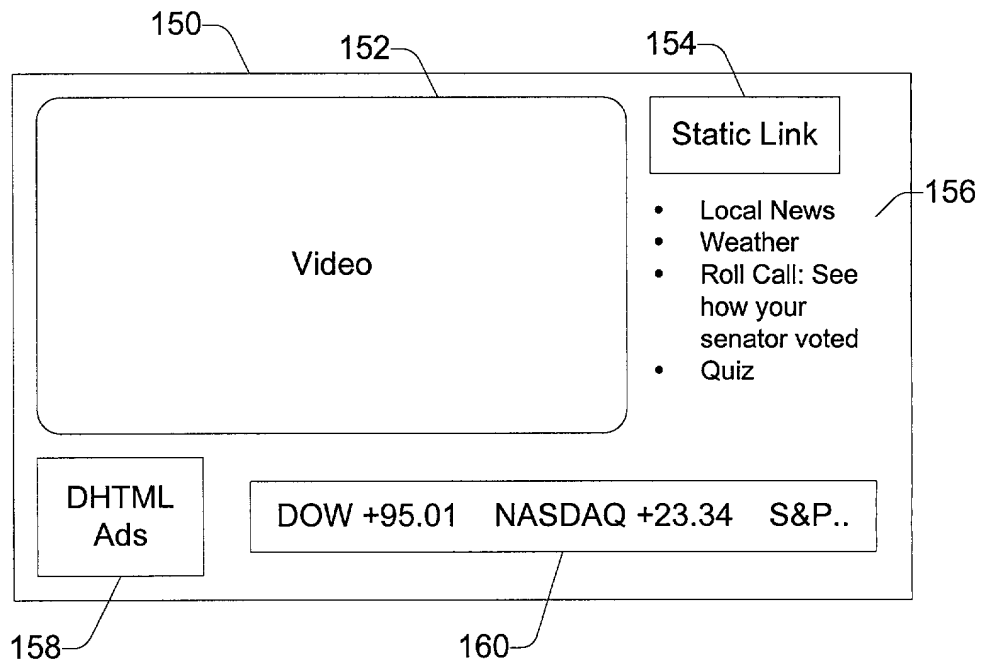 150
152
154
Static Link
156
• Local News
• Weather
• Roll Call: See
how your
senator voted
• Quiz
Video
DHTML
Ads
DOW +95.01 NASDAQ +23.34 S&P..
158
160